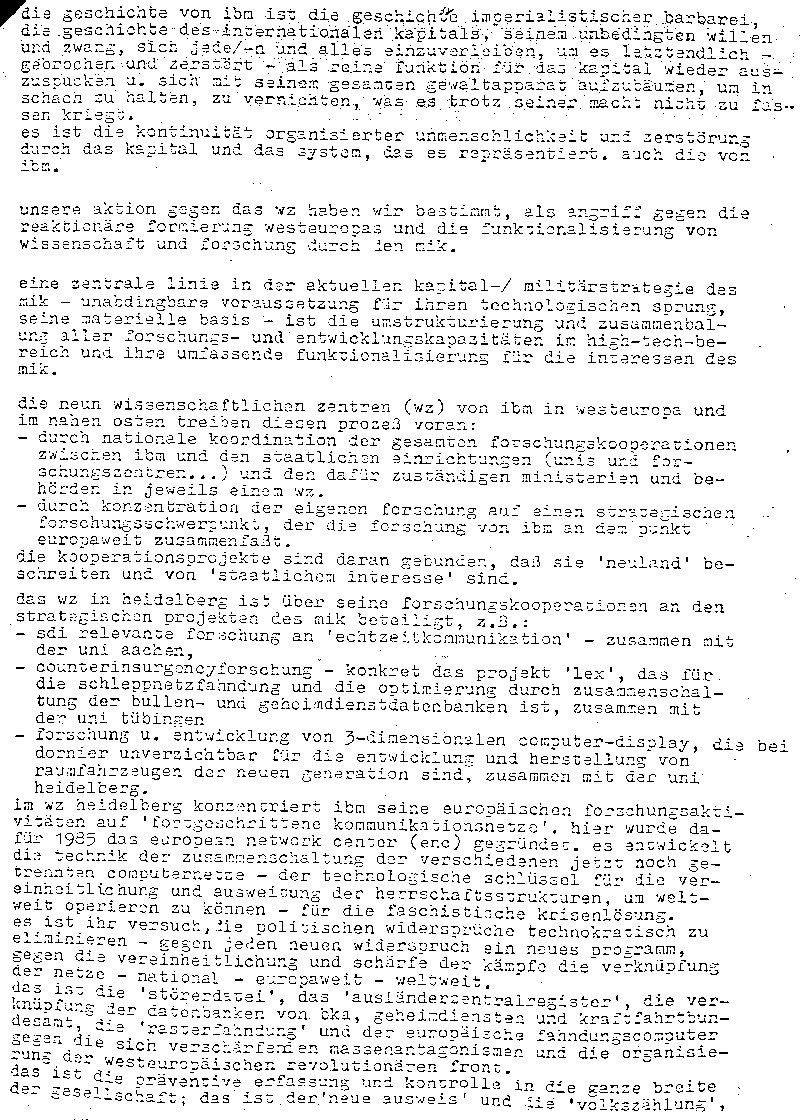 die geschichte von ibm ist die geschichte imperialistischer barbarei,
die geschichte des internationalen kapitals, seinem unbedingten willen
und zwang, sich jede/-n und alles einzuverleiben, um es letztendlich -
gebrochen und zerstört - als reine funktion für das kapital wieder aus-
zuspucken u. sich mit seinem gesamten gewaltapparat aufzubäumen, um in
schach zu halten, zu vernichten, was es trotz seiner macht nicht zu fas-
sen kriegt.
es ist die kontinuität organisierter unmenschlichkeit und zerstörung
durch das kapital und das system, das es repräsentiert. auch die von
ibm.
unsere aktion gegen das wz haben wir bestimmt, als angriff gegen die
reaktionäre formierung westeuropas und die funktionalisierung von
wissenschaft und forschung durch den mik.
eine zentrale linie in der aktuellen kapital-/ militärstrategie des
mik - unabdingbare voraussetzung für ihren technologischen sprung,
seine materielle basis - ist die umstrukturierung und zusammenbal-
ung aller forschungs- und entwicklungskapazitäten im high-tech-be-
reich und ihre umfassende funktionalisierung für die interessen des
mik.
die neun wissenschaftlichen zentren (wz) von ibm in westeuropa und
im nahen osten treiben diesen prozeß voran:
- durch nationale koordination der gesamten forschungskooperationen
zwischen ibm und den staatlichen einrichtungen (unis und for-
schungszentren...) und den dafür zuständigen ministerien und be-
hörden in jeweils einem wz.
- durch konzentration der eigenen forschung auf einen strategischen
forschungsschwerpunkt, der die forschung von ibm an dem punkt
europaweit zusammenfaßt.
die kooperationsprojekte sind daran gebunden, daß sie 'neuland' be-
schreiten und von 'staatlichem interesse' sind.
das wz in heidelberg ist über seine forschungskooperationen an den
strategischen projekten des mik beteiligt, z.B.:
- sdi relevante forschung an 'echtzeitkommunikation' - zusammen mit
der uni aachen,
- counterinsurgencyforschung - konkret das projekt 'lex', das für
die schleppnetzfahndung und die optimierung durch zusammenschal-
tung der bullen- und geheimdienstdatenbanken ist, zusammen mit
der uni tübingen
- forschung u. entwicklung von 3-dimensionalen computer-display, die bei
dornier unverzichtbar für die entwicklung und herstellung von
raumfahrzeugen der neuen generation sind, zusammen mit der uni
heidelberg.
im wz heidelberg konzentriert ibm seine europäischen forschungsakti-
vitäten auf 'fortgeschrittene kommunikationsnetze'. hier wurde da-
für 1985 das european network center (enc) gegründet. es entwickelt
die technik der zusammenschaltung der verschiedenen jetzt noch ge-
trennten computernetze - der technologische schlüssel für die ver-
einheitlichung und ausweitung der herrschaftsstrukturen, um welt-
weit operieren zu können - für die faschistische krisenlösung.
es ist ihr versuch, die politischen widersprüche technokratisch zu
eliminieren - gegen jeden neuen widerspruch ein neues programm,
gegen die vereinheitlichung und schärfe der kämpfe die verknüpfung
der netze - national - europaweit - weltweit.
das ist die 'störerdatei', das 'ausländerzentralregister', die ver-
knüpfung der datenbanken von bka, geheimdiensten und kraftfahrtbun-
desamt, die 'rasterfahndung' und der europäische fahndungscomputer
gegen die sich verschärfenden massenantagonismen und die organisie-
rung der westeuropäischen revolutionären front.
das ist die präventive erfassung und kontrolle in die ganze breite
der gesellschaft; das ist der 'neue ausweis' und die 'volkszählung',